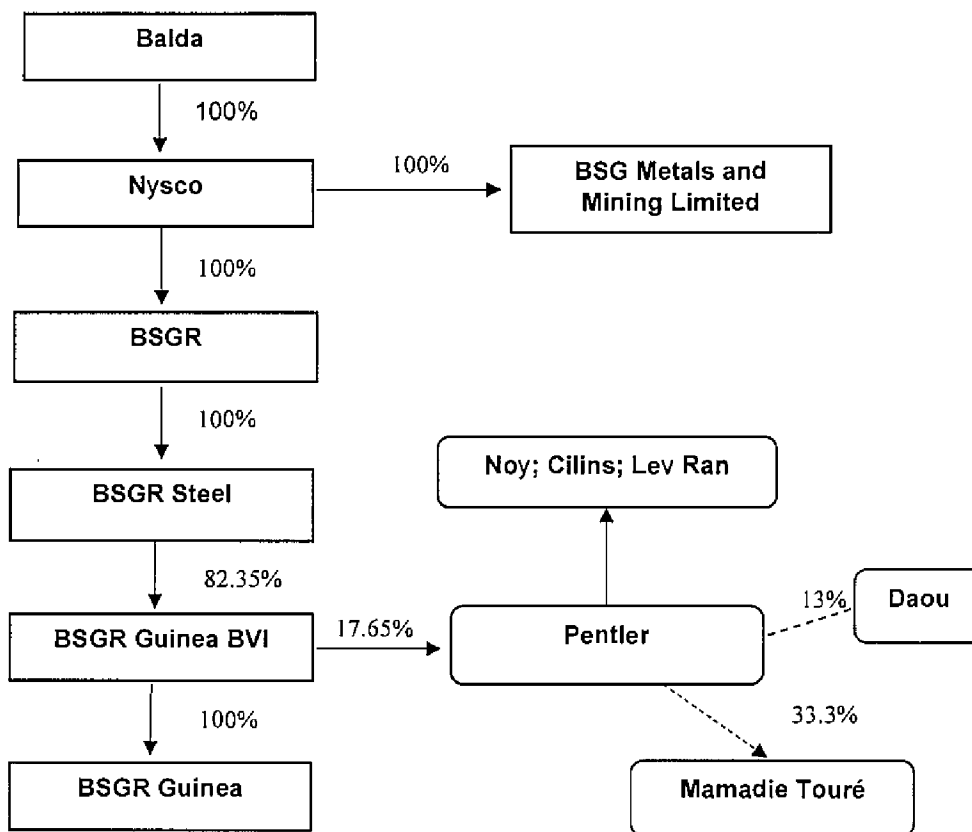 Balda
100%
Nysco
100%
BSG Metals and
Mining Limited
100%
BSGR
100%
BSGR Steel
Noy; Cilins; Lev Ran
82.35%
BSGR Guinea BVI
17.65%
Pentler
13%
Daou
100%
33.3%
BSGR Guinea
Mamadie Touré